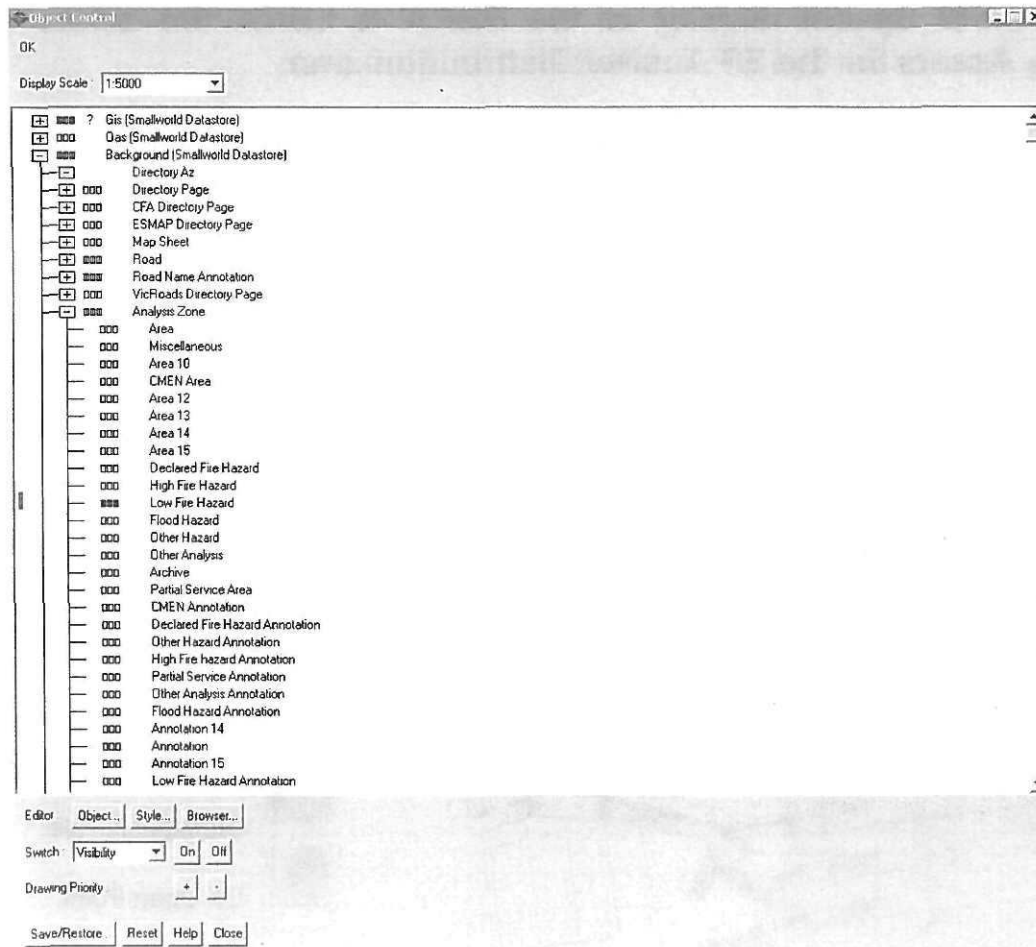 Object Control
OK
Display Scale 1:5000
? Gis (Smallworld Datastore)
Oas (Smallworld Datastore)
Background (Smallworld Datastore)
Directory Az
Directory Page
CFA Directory Page
ESMAP Directory Page
Map Sheet
Road
Road Name Annotation
VicRoads Directory Page
Analysis Zone
Area
Miscellaneous
Area 10
CMEN Area
Area 12
Area 13
Area 14
Area 15
Declared Fire Hazard
High Fire Hazard
Low Fire Hazard
Flood Hazard
Other Hazard
Other Analysis
Archive
Partial Service Area
CMEN Annotation
Declared Fire Hazard Annotation
Other Hazard Annotation
High Fire hazard Annotation
Partial Service Annotation
Other Analysis Annotation
Flood Hazard Annotation
Annotation 14
Annotation
Annotation 15
Low Fire Hazard Annotation
Editor Object... Style... Browser...
Switch Visibility On Off
Drawing Priority + -
Save/Restore... Reset Help Close